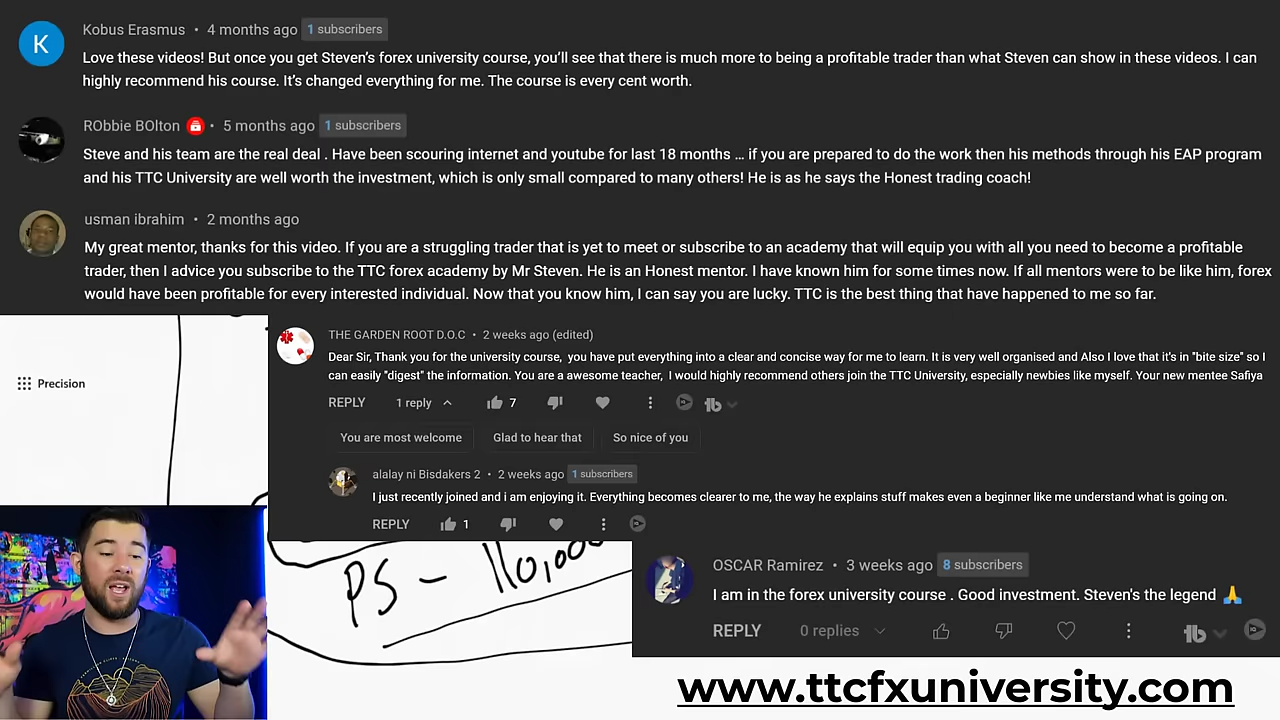 Kobus Erasmus • 4 months ago 1 subscribers
Love these videos! But once you get Steven’s forex university course, you’ll see that there is much more to being a profitable trader than what Steven can show in these videos. I can
highly recommend his course. It’s changed everything for me. The course is every cent worth.
K
RObbie BOlton • 5 months ago 1 subscribers
Steve and his team are the real deal . Have been scouring internet and youtube for last 18 months ... if you are prepared to do the work then his methods through his EAP program
and his TTC University are well worth the investment, which is only small compared to many others! He is as he says the Honest trading coach!
usman ibrahim • 2 months ago
My great mentor, thanks for this video. If you are a struggling trader that is yet to meet or subscribe to an academy that will equip you with all you need to become a profitable
trader, then I advice you subscribe to the TTC forex academy by Mr Steven. He is an Honest mentor. I have known him for some times now. If all mentors were to be like him, forex
would have been profitable for every interested individual. Now that you know him, I can say you are lucky. TTC is the best thing that have happened to me so far.
THE GARDEN ROOT D.O.C • 2 weeks ago (edited)
Dear Sir, Thank you for the university course, you have put everything into a clear and concise way for me to learn. It is very well organised and Also I love that it's in "bite size" so I
can easily "digest" the information. You are a awesome teacher, I would highly recommend others join the TTC University, especially newbies like myself. Your new mentee Safiya
REPLY 1 reply 7
You are most welcome Glad to hear that So nice of you
alalay ni Bisdakers 2 • 2 weeks ago 1 subscribers
I just recently joined and i am enjoying it. Everything becomes clearer to me, the way he explains stuff makes even a beginner like me understand what is going on.
REPLY 1
Precision
PS - 110,000
OSCAR Ramirez • 3 weeks ago 8 subscribers
I am in the forex university course . Good investment. Steven's the legend 🙏
REPLY 0 replies
www.ttcfxuniversity.com